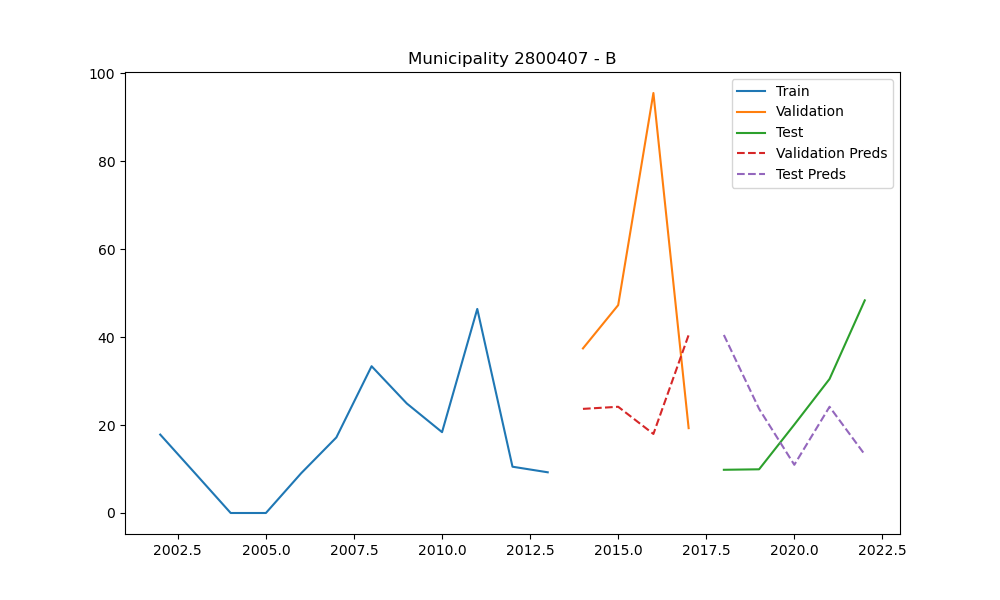 Municipality 2800407 - B
100
80
60
40
20
0
2002.5 2005.0 2007.5 2010.0 2012.5 2015.0 2017.5 2020.0 2022.5
Train
Validation
Test
Validation Preds
Test Preds